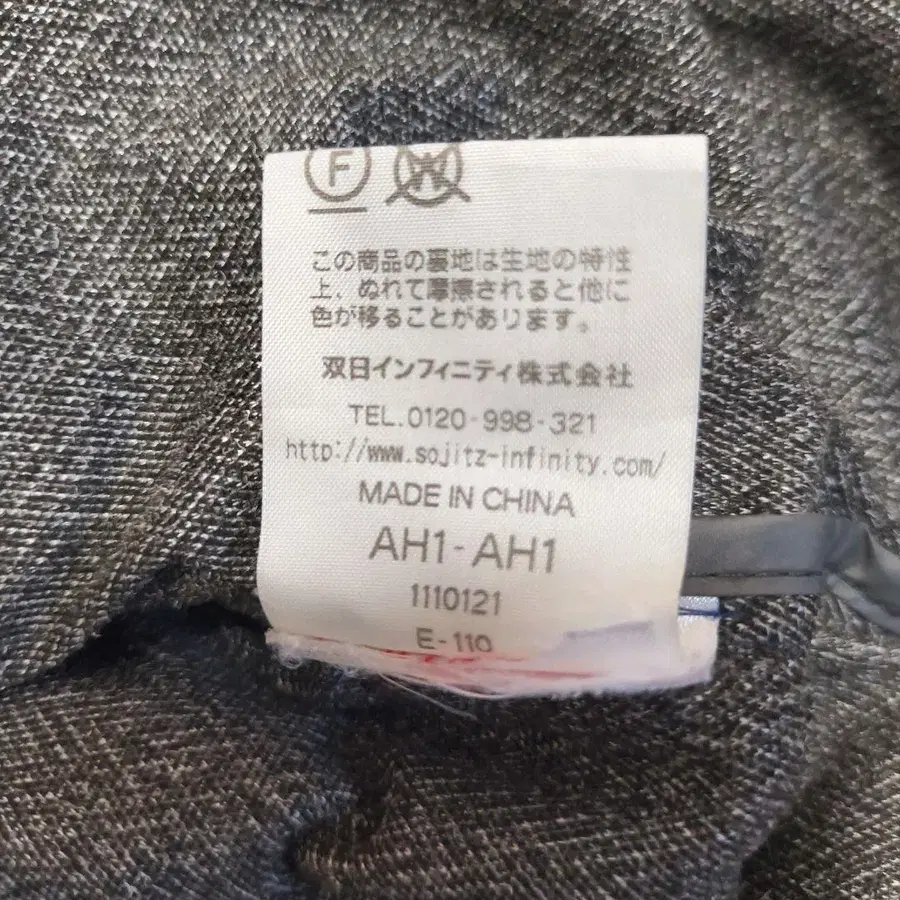 F W
この商品の裏地は生地の特性
上、ぬれて摩擦されると他に
色が移ることがあります。
双日インフィニティ株式会社
TEL.0120-998-321
http://www.sojitz-infinity.com/
MADE IN CHINA
AH1-AH1
1110121
E-110